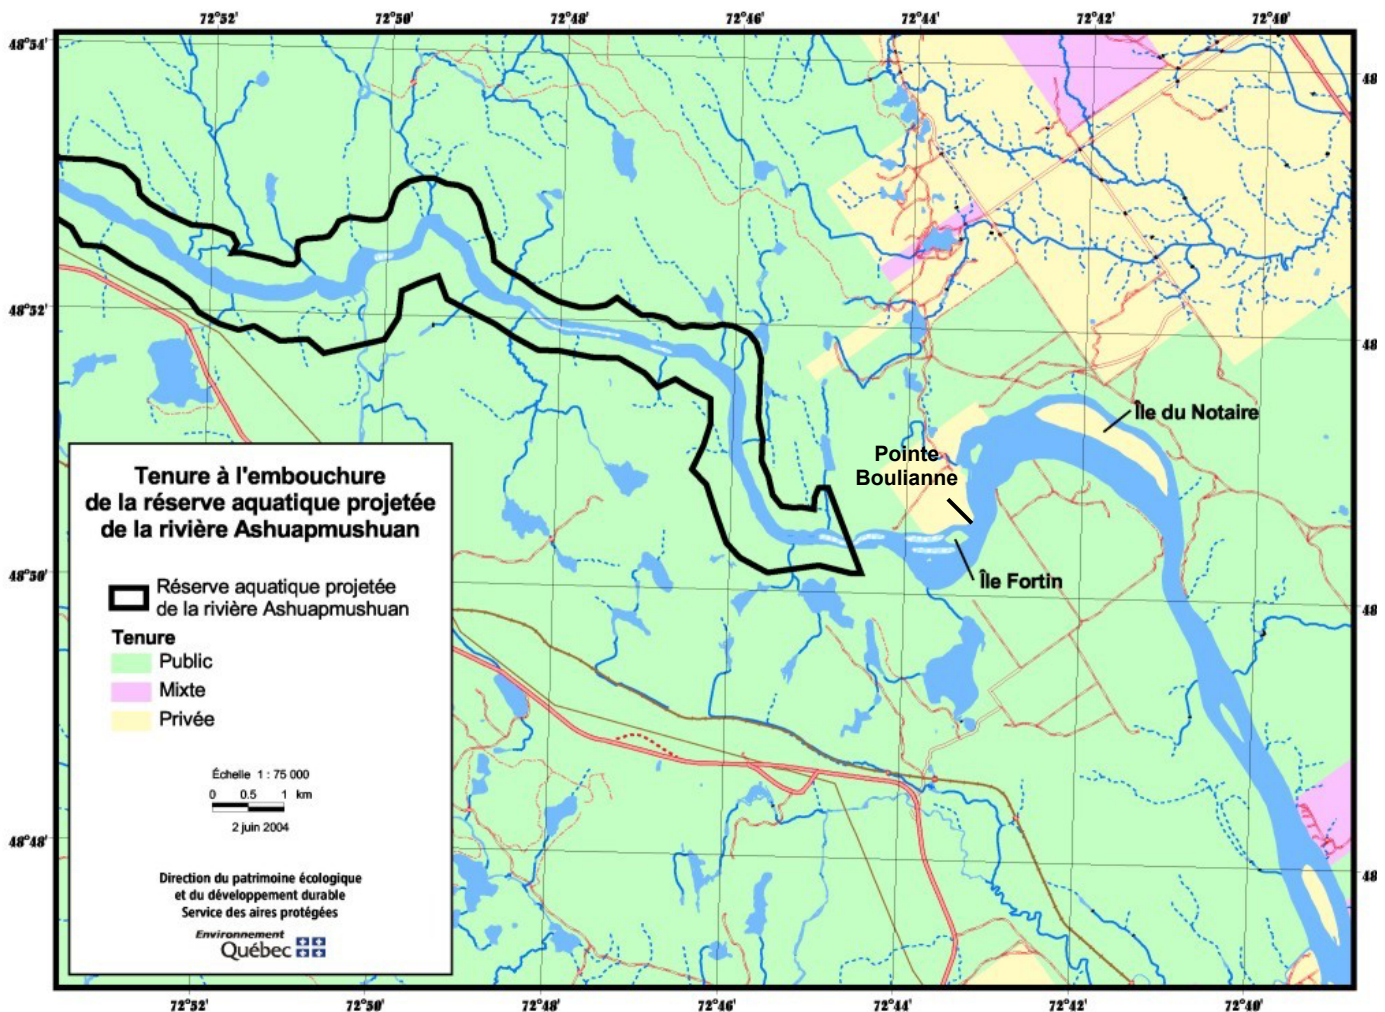 72°52' 72°50' 72°48' 72°46' 72°44' 72°42' 72°40'
48°54'
48
48°52'
48
Île du Notaire
Pointe
Boulianne
Tenure à l'embouchure
de la réserve aquatique projetée
de la rivière Ashuapmushuan
48°50'
Île Fortin
Réserve aquatique projetée
de la rivière Ashuapmushuan
48
Tenure
Public
Mixte
Privée
Échelle 1 : 75 000
0 0.5 1 km
2 juin 2004
48°48'
48
Direction du patrimoine écologique
et du développement durable
Service des aires protégées
Environnement
Québec
72°52' 72°50' 72°48' 72°46' 72°44' 72°42' 72°40'